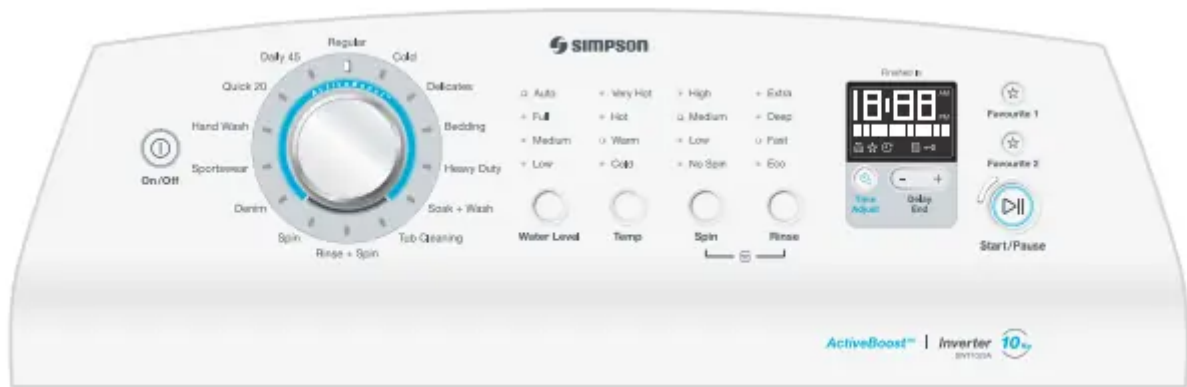 SIMPSON
Regular
Cold
Delicates
Bedding
Heavy Duty
Soak + Wash
Tub Cleaning
Rinse + Spin
Spin
Denim
Sportswear
Hand Wash
Quick 20
Daily 45
ActiveBoost™
On/Off
Auto
Full
Medium
Low
Water Level
Very Hot
Hot
Warm
Cold
Temp
High
Medium
Low
No Spin
Spin
Extra
Deep
Fast
Eco
Rinse
Finished in
18:88
AM
PM
Time
Adjust
- +
Delay
End
Favourite 1
Favourite 2
Start/Pause
ActiveBoost™ | Inverter 10kg